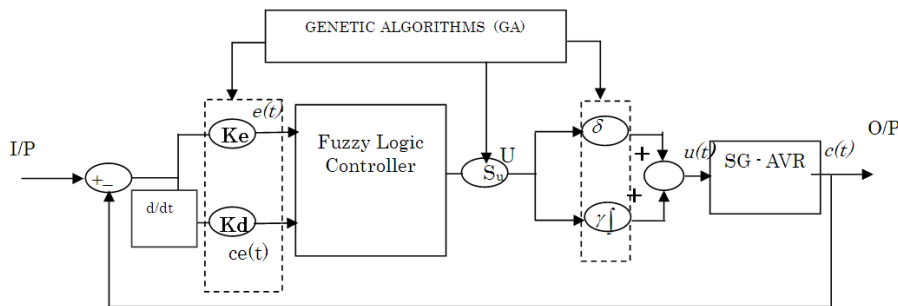 GENETIC ALGORITHMS (GA)
I/P
+
−
d/dt
Ke
e(t)
Kd
ce(t)
Fuzzy Logic
Controller
Su
U
δ
γ∫
+
+
u(t)
SG - AVR
c(t)
O/P